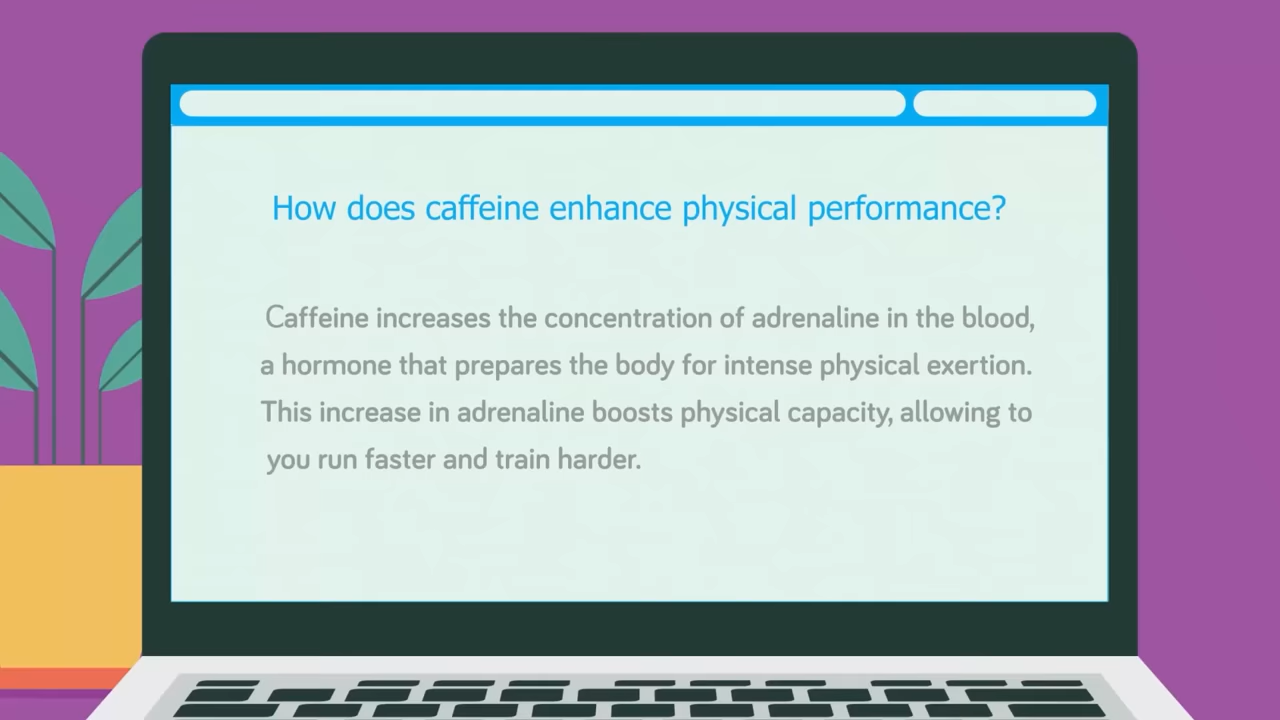 How does caffeine enhance physical performance?
Caffeine increases the concentration of adrenaline in the blood,
a hormone that prepares the body for intense physical exertion.
This increase in adrenaline boosts physical capacity, allowing to
you run faster and train harder.